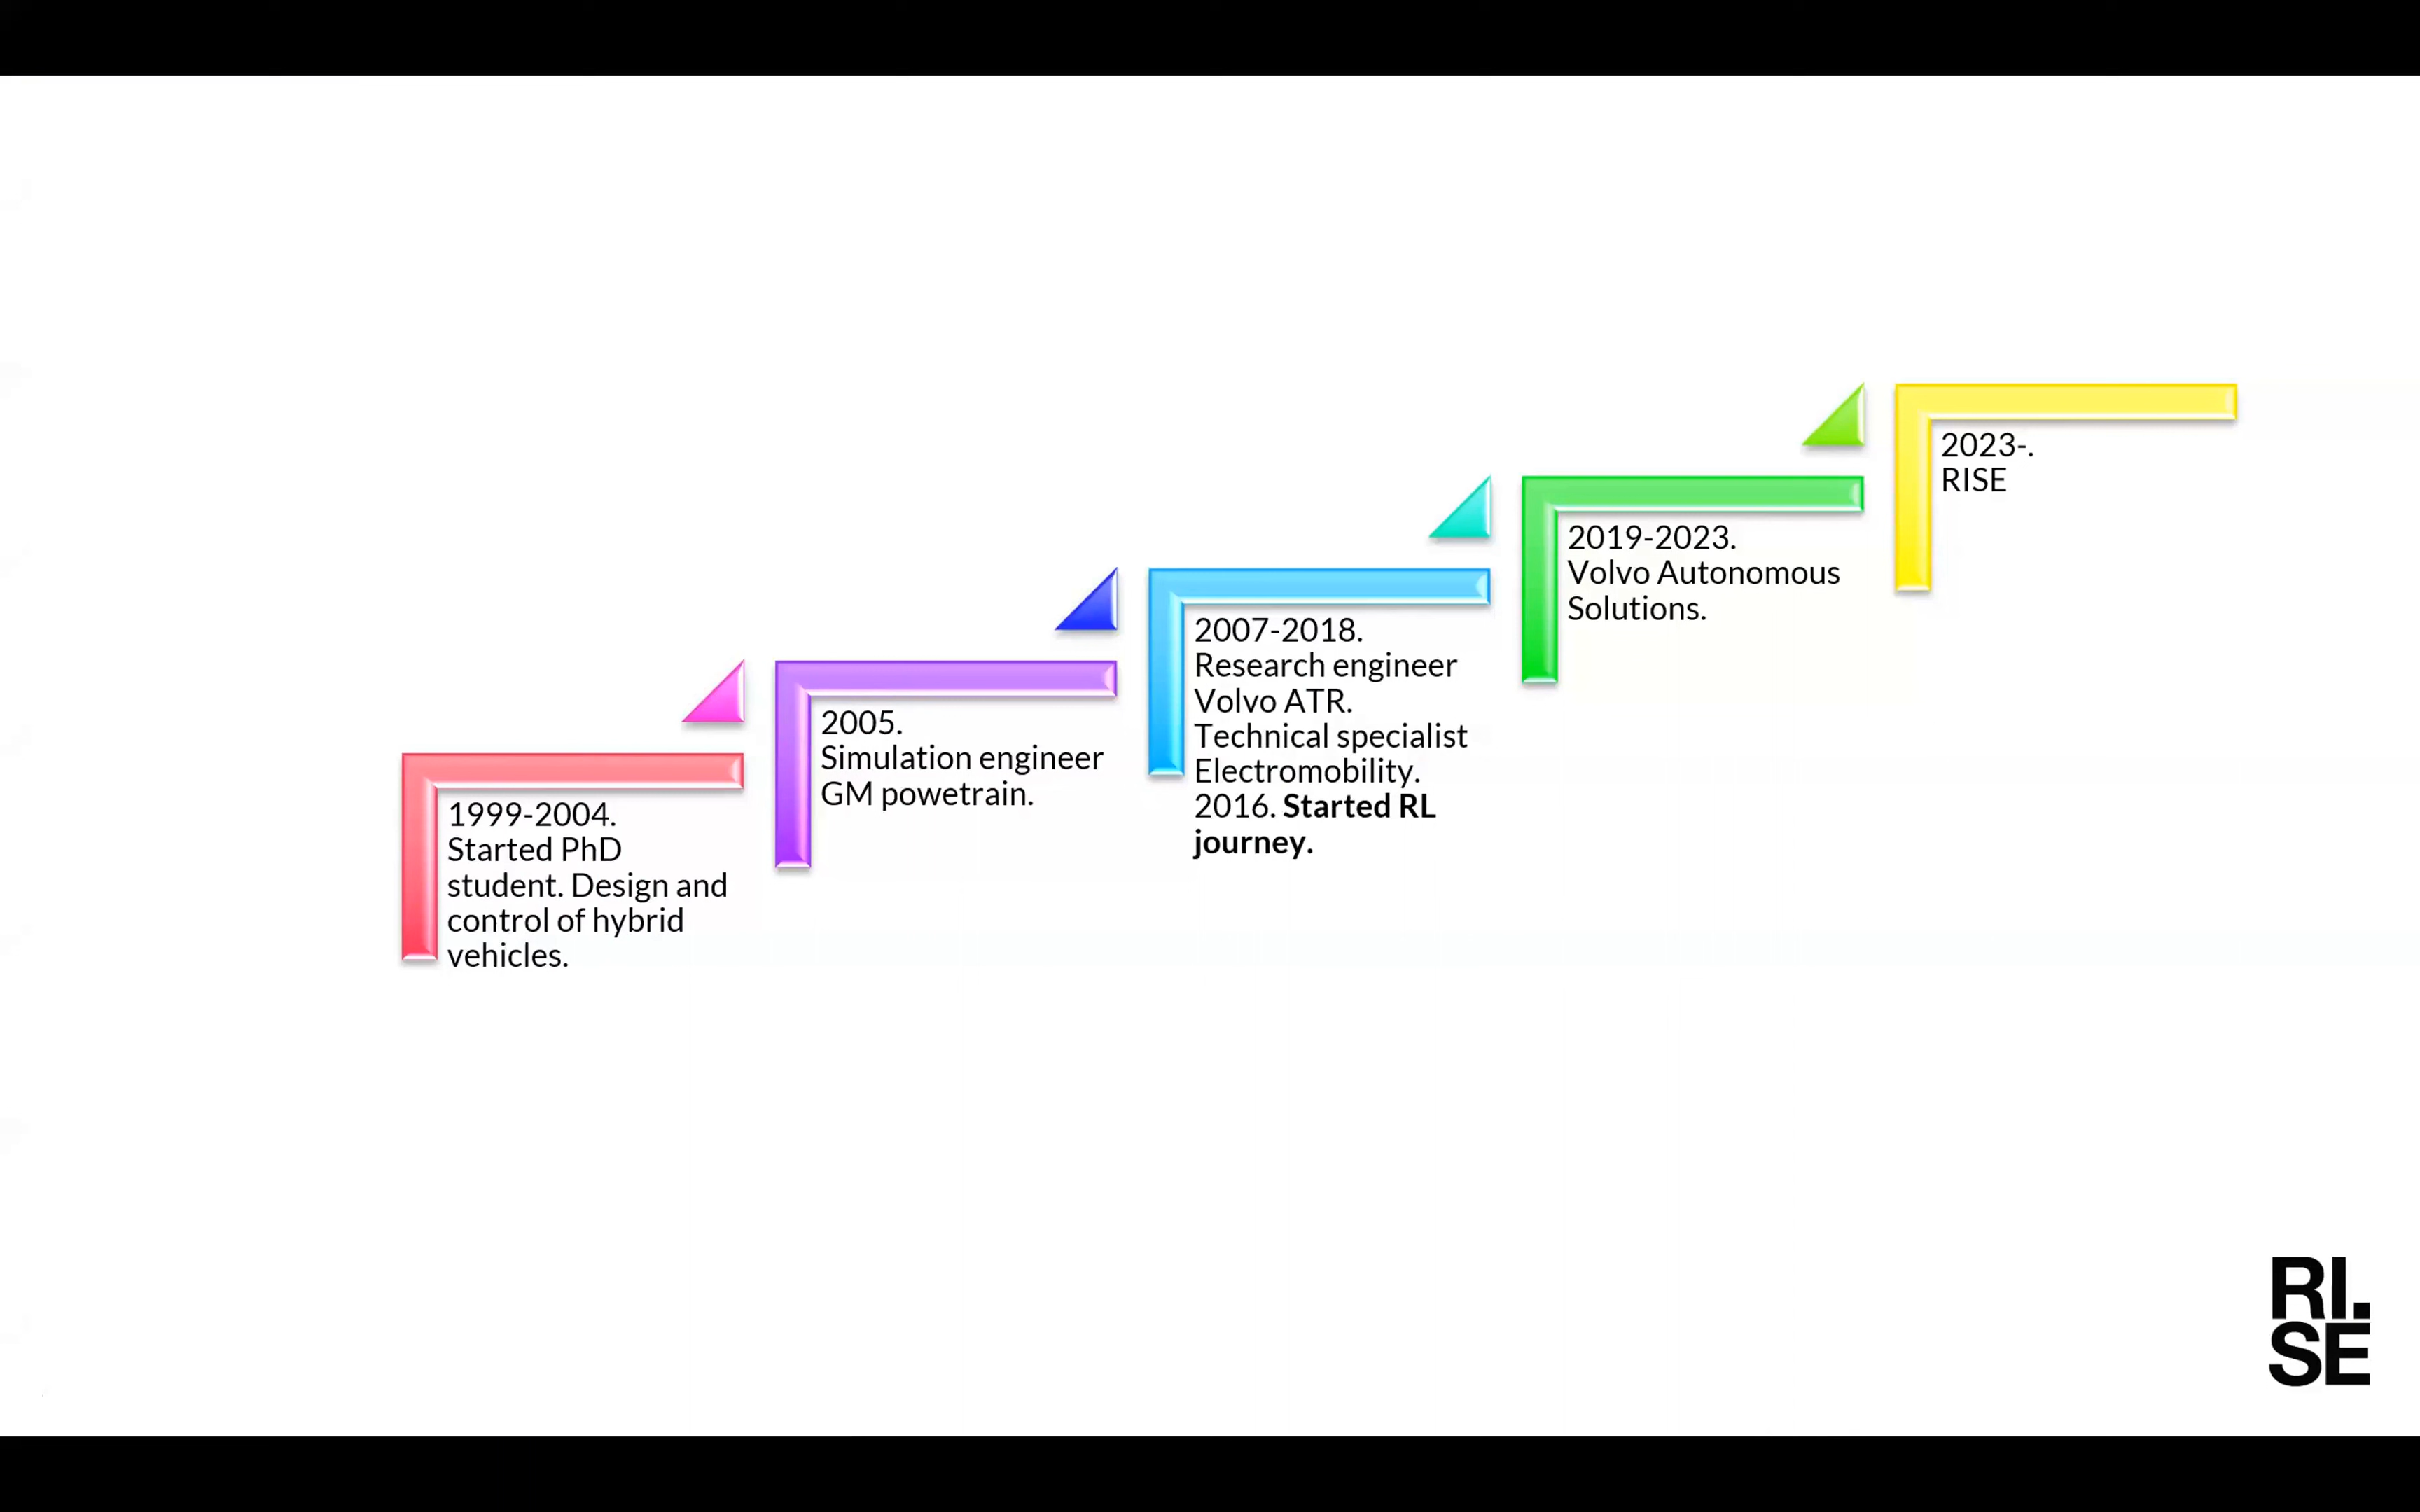 1999-2004.
Started PhD
student. Design and
control of hybrid
vehicles.
2005.
Simulation engineer
GM powetrain.
2007-2018.
Research engineer
Volvo ATR.
Technical specialist
Electromobility.
2016. Started RL
journey.
2019-2023.
Volvo Autonomous
Solutions.
2023-.
RISE
RI.
SE